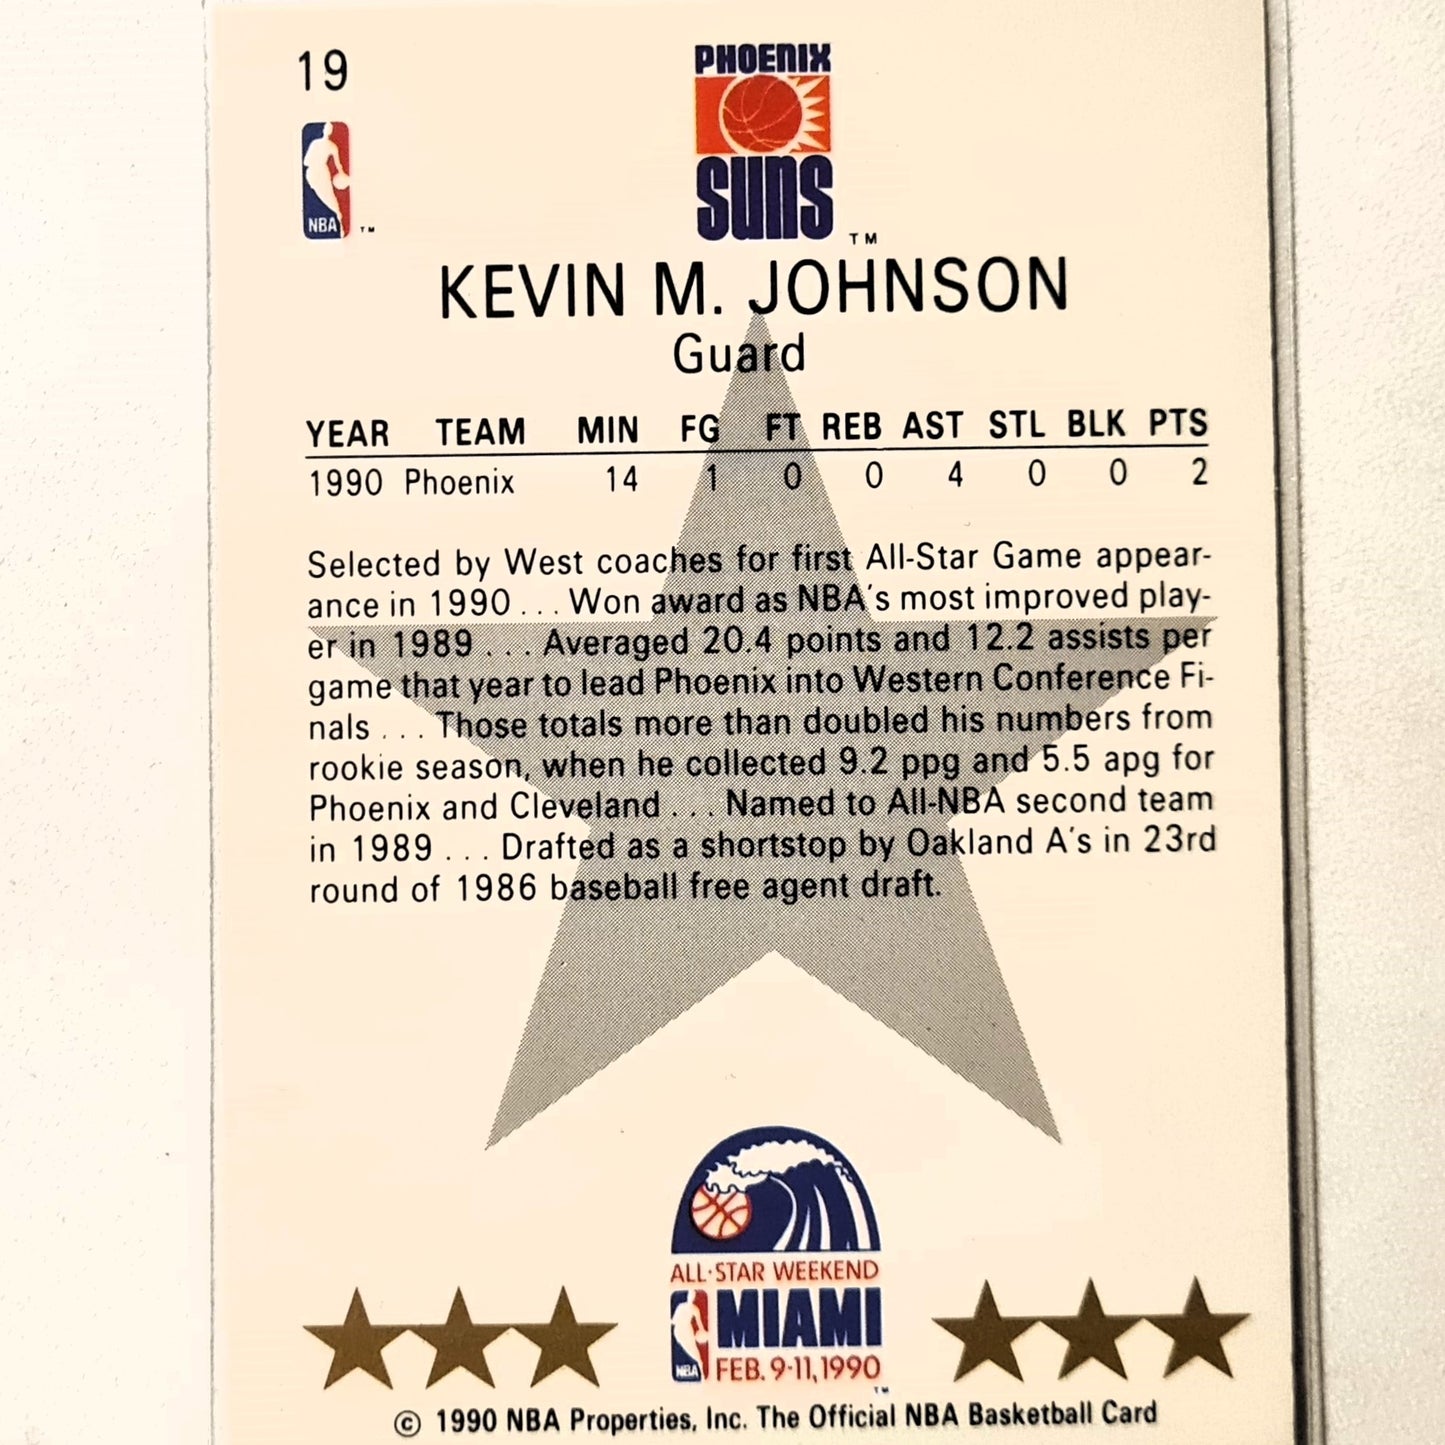 19
PHOENIX
SUNS
TM
NBA
TM
KEVIN M. JOHNSON
Guard
YEAR TEAM MIN FG FT REB AST STL BLK PTS
1990 Phoenix 14 1 0 0 4 0 0 2
Selected by West coaches for first All-Star Game appear-
ance in 1990 . . . Won award as NBA's most improved play-
er in 1989 . . . Averaged 20.4 points and 12.2 assists per
game that year to lead Phoenix into Western Conference Fi-
nals . . . Those totals more than doubled his numbers from
rookie season, when he collected 9.2 ppg and 5.5 apg for
Phoenix and Cleveland . . . Named to All-NBA second team
in 1989 . . . Drafted as a shortstop by Oakland A's in 23rd
round of 1986 baseball free agent draft.
ALL·STAR WEEKEND
MIAMI
NBA FEB. 9-11, 1990
TM
© 1990 NBA Properties, Inc. The Official NBA Basketball Card